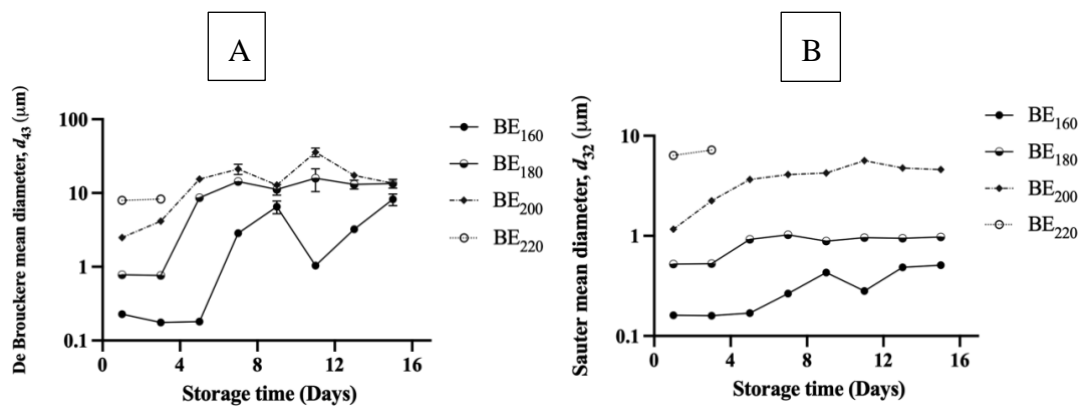 A
B
De Brouckere mean diameter, d₄₃ (μm)
100
10
1
0.1
0
4
8
12
16
Storage time (Days)
BE₁₆₀
BE₁₈₀
BE₂₀₀
BE₂₂₀
Sauter mean diameter, d₃₂ (μm)
10
1
0.1
0
4
8
12
16
Storage time (Days)
BE₁₆₀
BE₁₈₀
BE₂₀₀
BE₂₂₀